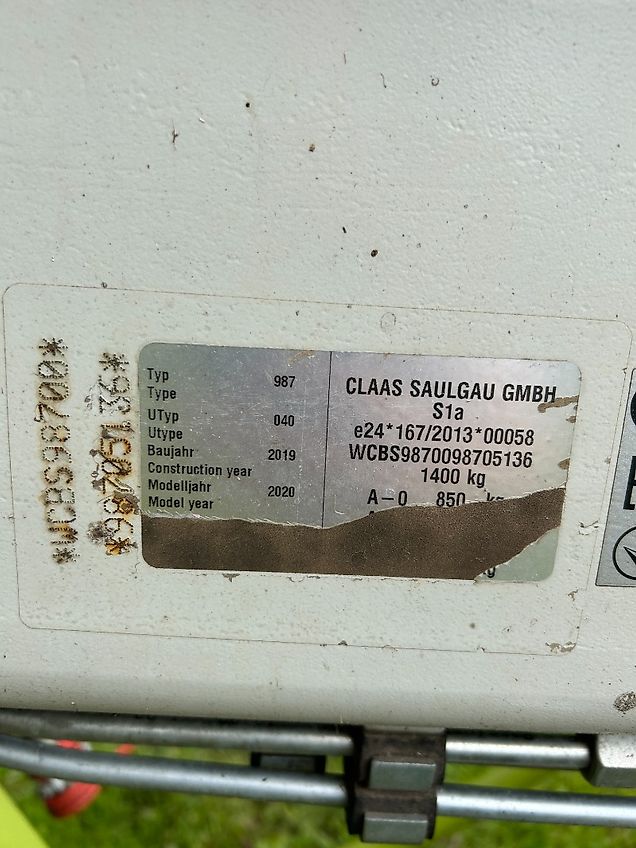 *WCBS98700*
*98705136*
Typ 987
Type
UTyp 040
Utype
Baujahr 2019
Construction year
Modelljahr 2020
Model year
CLAAS SAULGAU GMBH
S1a
e24*167/2013*00058
WCBS9870098705136
1400 kg
A-0 850 kg